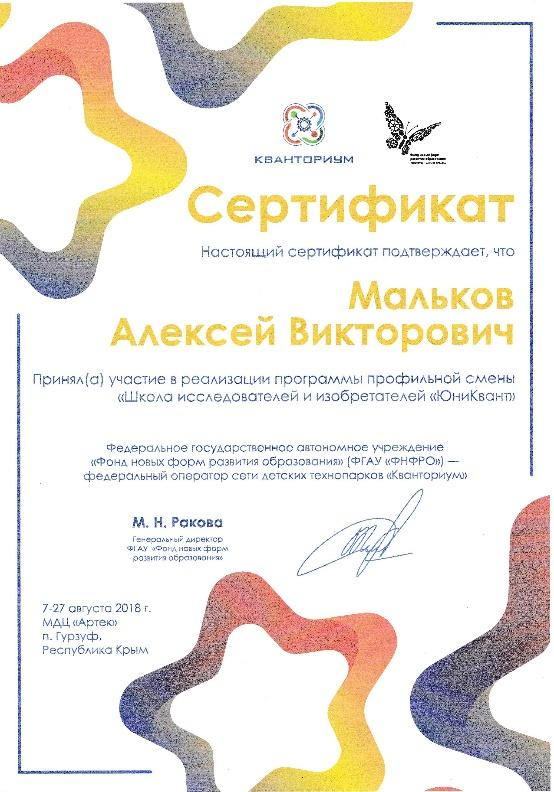 КВАНТОРИУМ
Сертификат
Настоящий сертификат подтверждает, что
Мальков
Алексей Викторович
Принял(а) участие в реализации программы профильной смены
«Школа исследователей и изобретателей «ЮниКвант»
Федеральное государственное автономное учреждение
«Фонд новых форм развития образования» (ФГАУ «ФНФРО») —
федеральный оператор сети детских технопарков «Кванториум»
М. Н. Ракова
Генеральный директор
ФГАУ «Фонд новых форм
развития образования»
7-27 августа 2018 г.
МДЦ «Артек»
п. Гурзуф,
Республика Крым